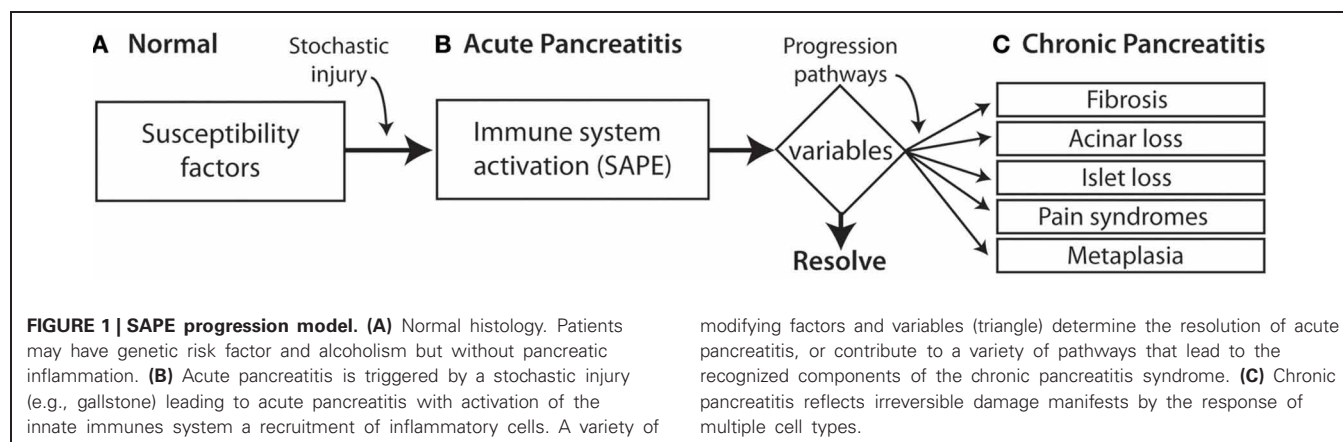 A Normal
Stochastic
injury
B Acute Pancreatitis
Progression
pathways
C Chronic Pancreatitis
Susceptibility
factors
Immune system
activation (SAPE)
variables
Resolve
Fibrosis
Acinar loss
Islet loss
Pain syndromes
Metaplasia
FIGURE 1 | SAPE progression model. (A) Normal histology. Patients
may have genetic risk factor and alcoholism but without pancreatic
inflammation. (B) Acute pancreatitis is triggered by a stochastic injury
(e.g., gallstone) leading to acute pancreatitis with activation of the
innate immunes system a recruitment of inflammatory cells. A variety of
modifying factors and variables (triangle) determine the resolution of acute
pancreatitis, or contribute to a variety of pathways that lead to the
recognized components of the chronic pancreatitis syndrome. (C) Chronic
pancreatitis reflects irreversible damage manifests by the response of
multiple cell types.